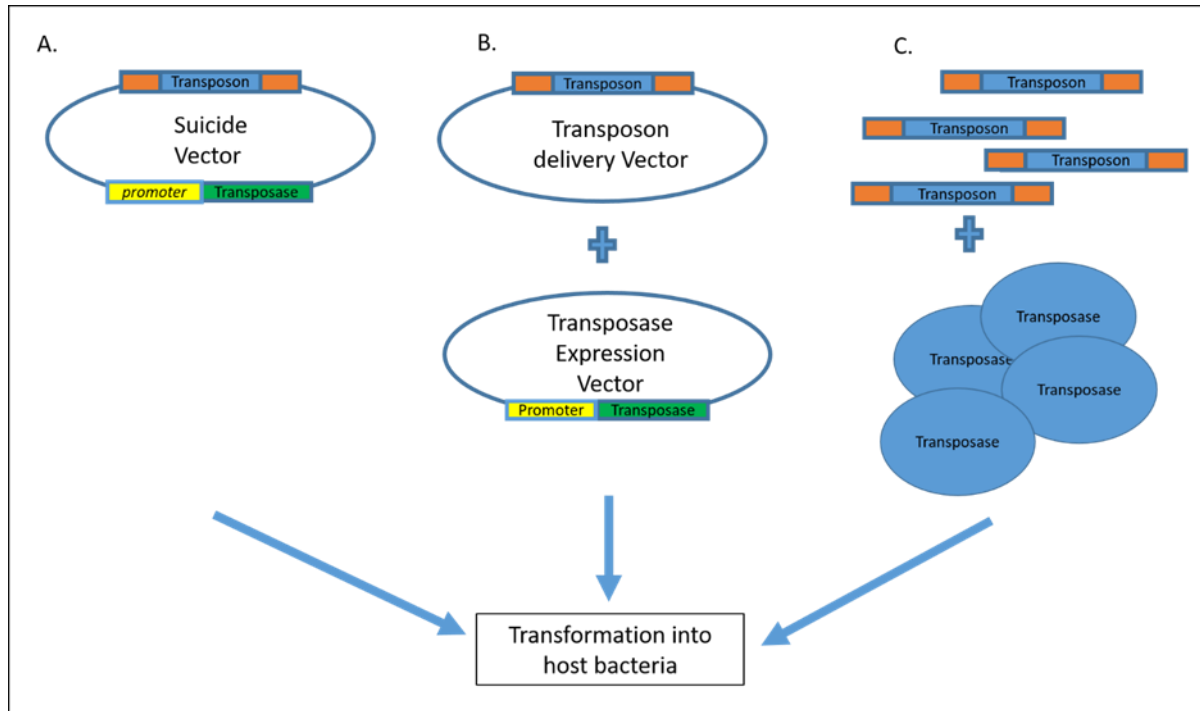 A.
Transposon
Suicide
Vector
promoter Transposase
B.
Transposon
Transposon
delivery Vector
Transposase
Expression
Vector
Promoter Transposase
C.
Transposon
Transposon
Transposon
Transposon
Transposase
Transposase
Transposase
Transposase
Transformation into
host bacteria